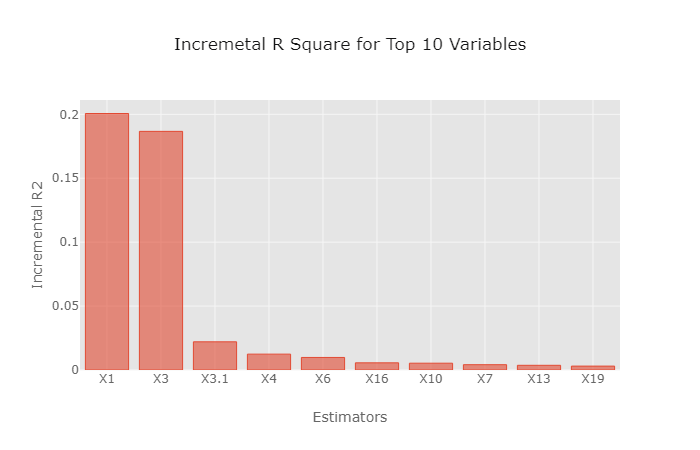 Incremetal R Square for Top 10 Variables
0.2
0.15
0.1
0.05
0
Incremental R2
X1 X3 X3.1 X4 X6 X16 X10 X7 X13 X19
Estimators